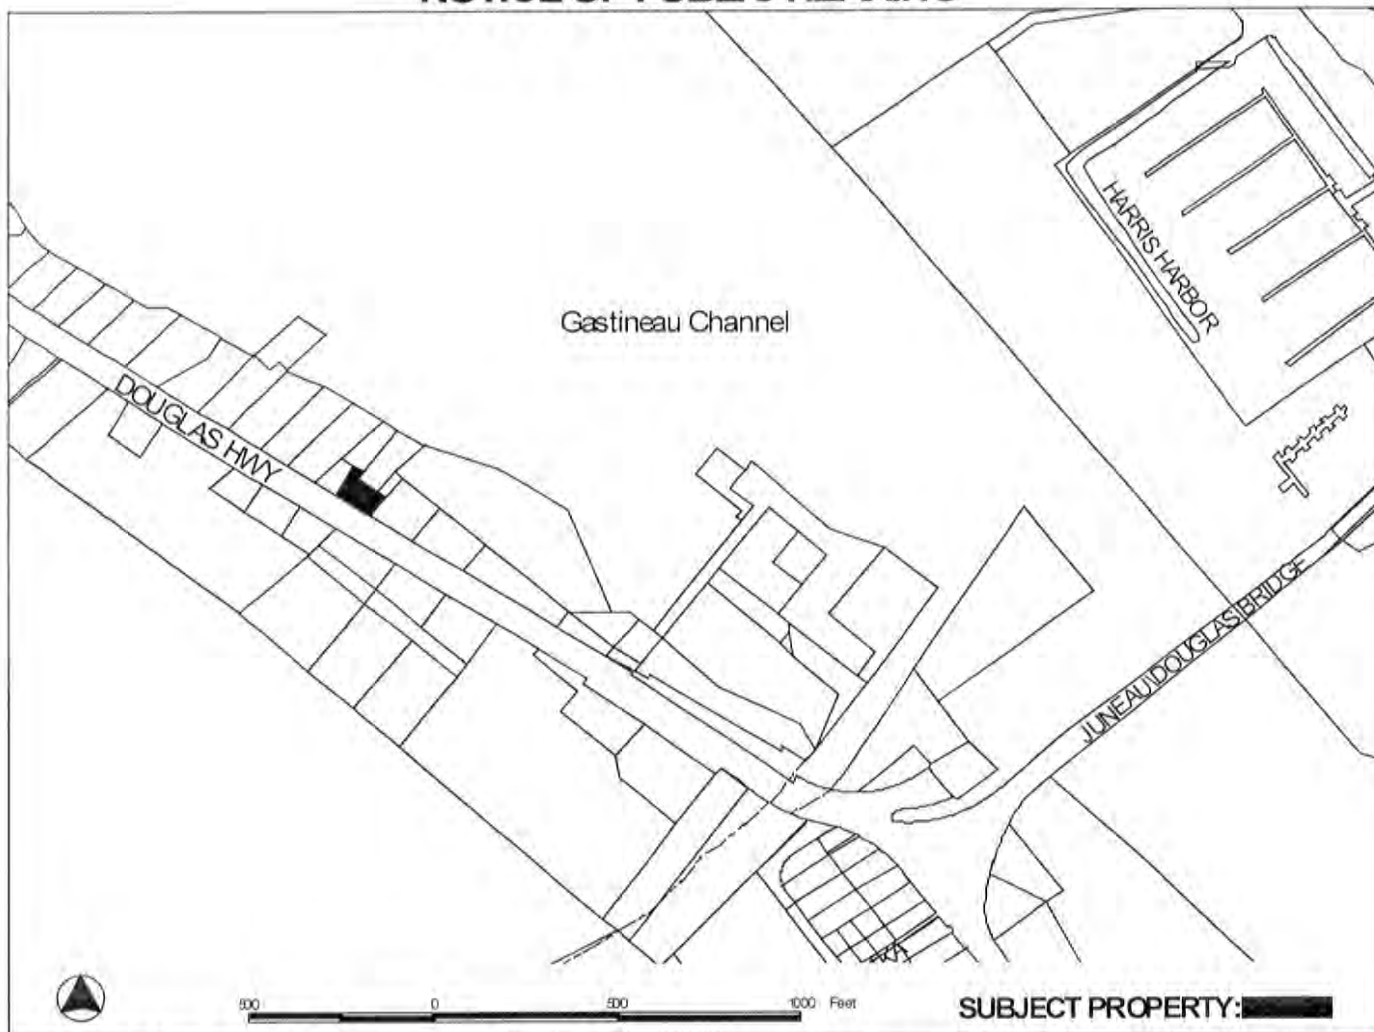 Gastineau Channel
HARRIS HARBOR
DOUGLAS HWY
JUNEAU\DOUGLAS BRIDGE
500 0 500 1000 Feet
SUBJECT PROPERTY: